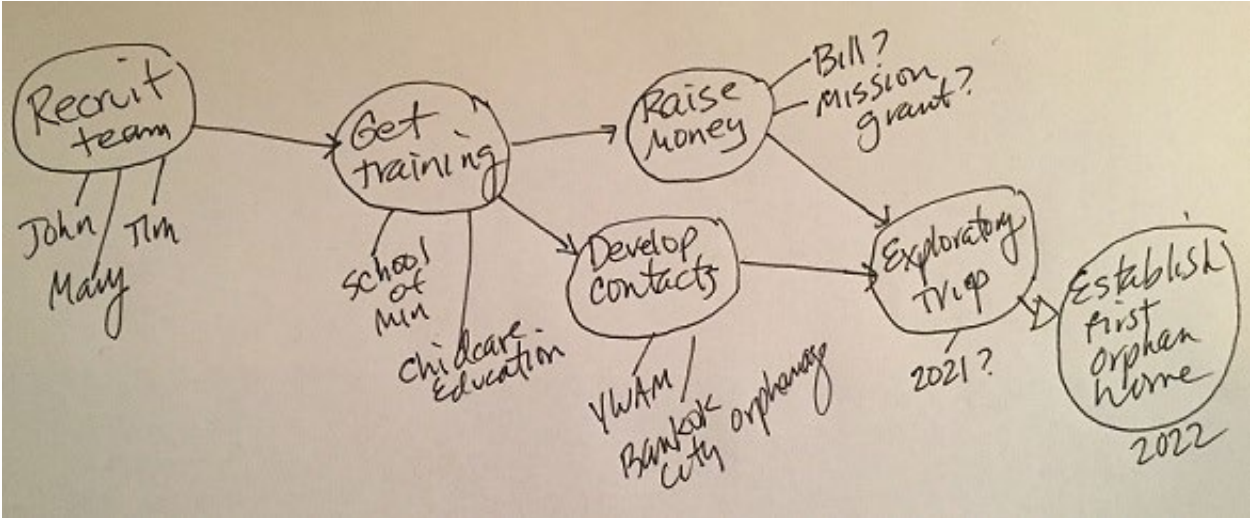 Recruit
team
John
Mary
Tim
Get
training
School
of
Min
Childcare
Education
Raise
Money
Bill?
Mission
grant?
Develop
contacts
YWAM
Bankok
City orphanage
Exploratory
Trip
2021?
Establish
first
orphan
home
2022